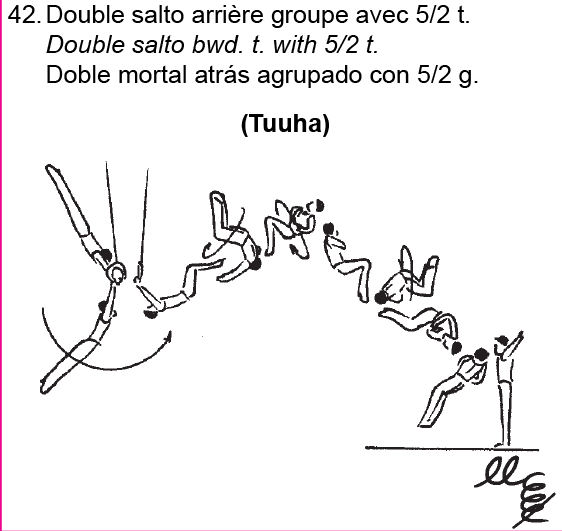 42. Double salto arrière groupe avec 5/2 t.
Double salto bwd. t. with 5/2 t.
Doble mortal atrás agrupado con 5/2 g.
(Tuuha)